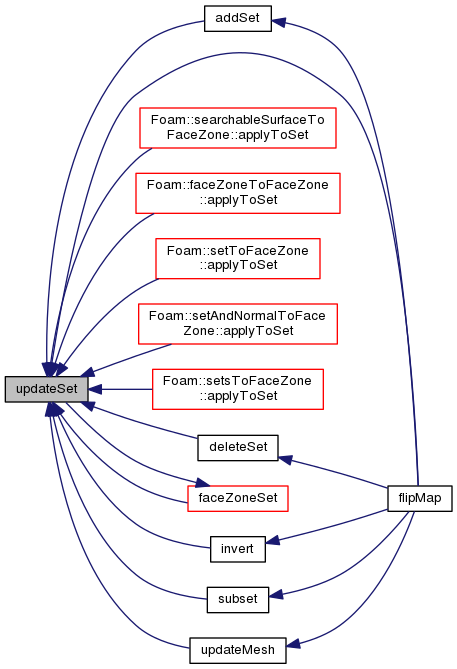 addSet
Foam::searchableSurfaceTo
FaceZone::applyToSet
Foam::faceZoneToFaceZone
::applyToSet
Foam::setToFaceZone
::applyToSet
Foam::setAndNormalToFace
Zone::applyToSet
updateSet
Foam::setsToFaceZone
::applyToSet
deleteSet
faceZoneSet
flipMap
invert
subset
updateMesh